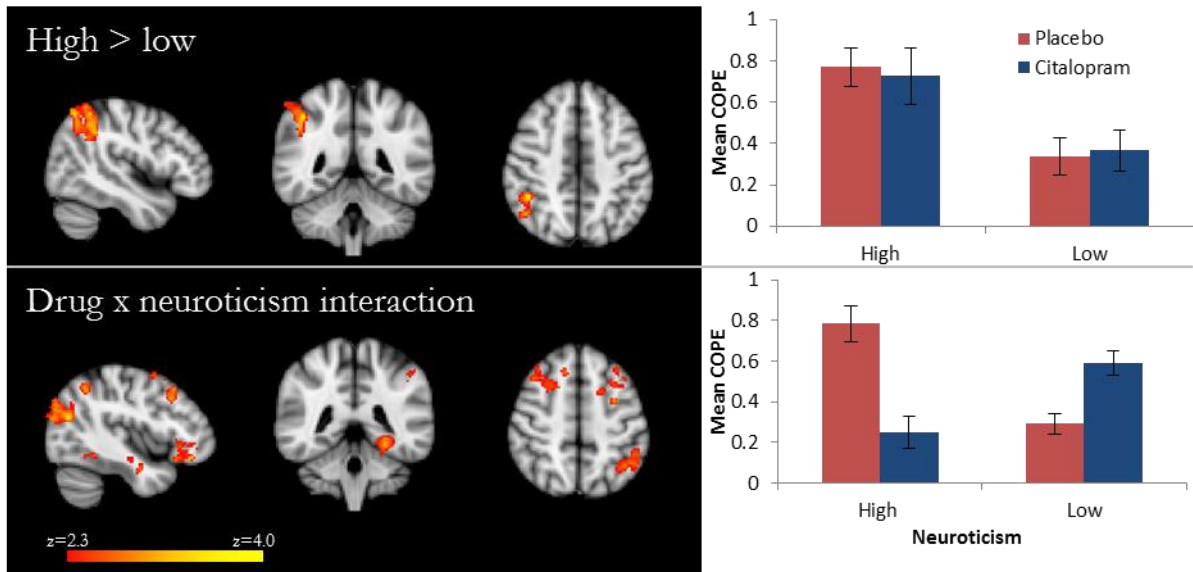 High > low
Drug x neuroticism interaction
z=2.3
z=4.0
1
0.8
0.6
0.4
0.2
0
Mean COPE
Placebo
Citalopram
High
Low
1
0.8
0.6
0.4
0.2
0
Mean COPE
High
Low
Neuroticism